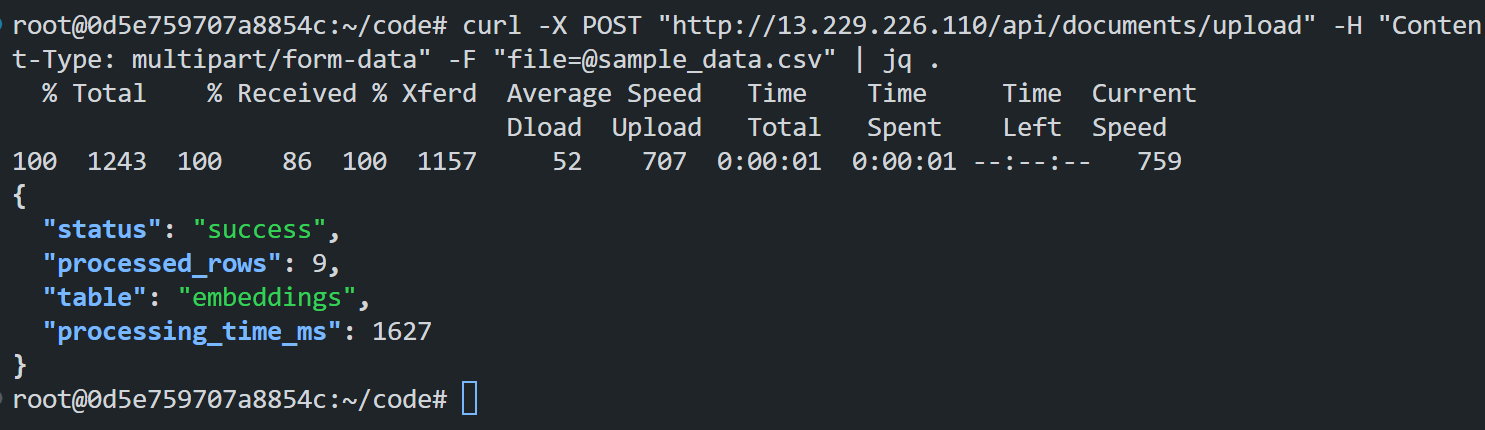 root@0d5e759707a8854c:~/code# curl -X POST "http://13.229.226.110/api/documents/upload" -H "Conten
t-Type: multipart/form-data" -F "file=@sample_data.csv" | jq .
  % Total    % Received % Xferd  Average Speed   Time    Time     Time  Current
                                 Dload  Upload   Total   Spent    Left  Speed
100  1243  100    86  100  1157     52    707  0:00:01  0:00:01 --:--:--   759
{
  "status": "success",
  "processed_rows": 9,
  "table": "embeddings",
  "processing_time_ms": 1627
}
root@0d5e759707a8854c:~/code#